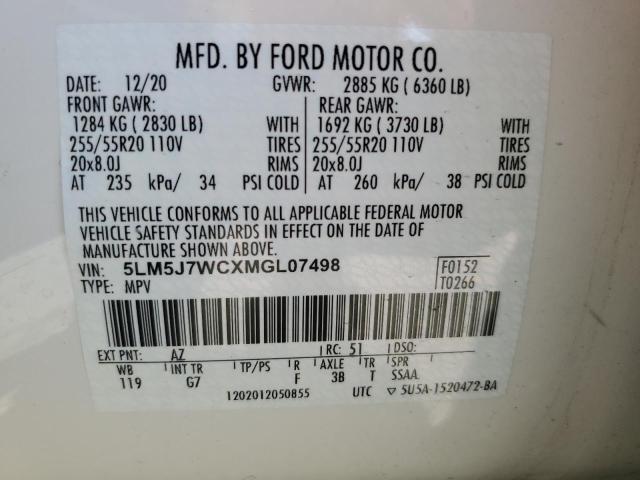 MFD. BY FORD MOTOR CO.
DATE: 12/20 GVWR: 2885 KG ( 6360 LB)
FRONT GAWR: REAR GAWR:
1284 KG ( 2830 LB) WITH 1692 KG ( 3730 LB) WITH
255/55R20 110V TIRES 255/55R20 110V TIRES
20x8.0J RIMS 20x8.0J RIMS
AT 235 kPa/ 34 PSI COLD AT 260 kPa/ 38 PSI COLD
THIS VEHICLE CONFORMS TO ALL APPLICABLE FEDERAL MOTOR
VEHICLE SAFETY STANDARDS IN EFFECT ON THE DATE OF
MANUFACTURE SHOWN ABOVE.
VIN: 5LM5J7WCXMGL07498 F0152
TYPE: MPV T0266
EXT PNT: AZ RC: 51 DSO:
WB INT TR TP/PS R AXLE TR SPR
119 G7 F 3B T SSAA
1202012050855 UTC ▽ 5U5A-1520472-BA